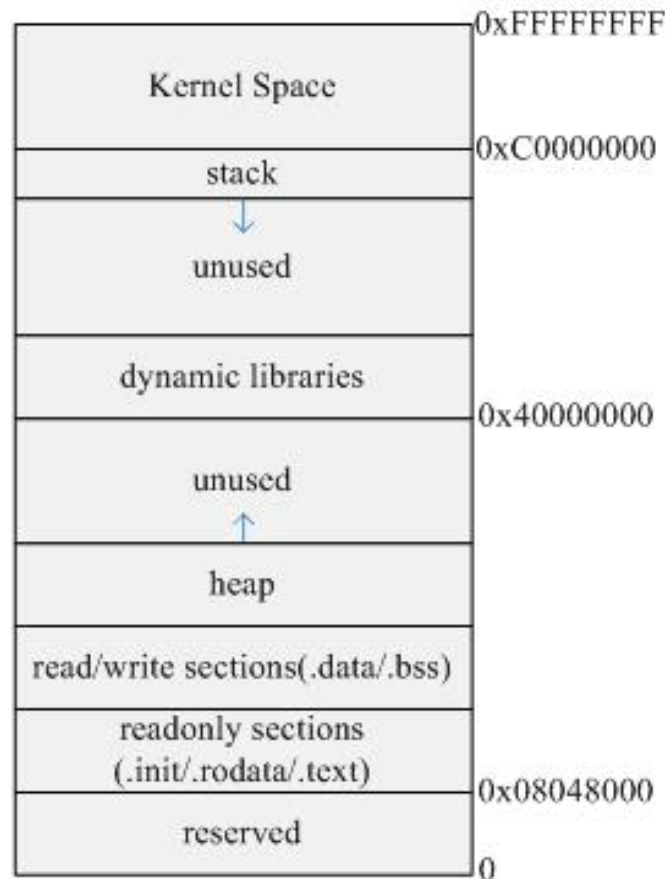 0xFFFFFFFF
Kernel Space
0xC0000000
stack
unused
dynamic libraries
0x40000000
unused
heap
read/write sections(.data/.bss)
readonly sections
(.init/.rodata/.text)
0x08048000
reserved
0